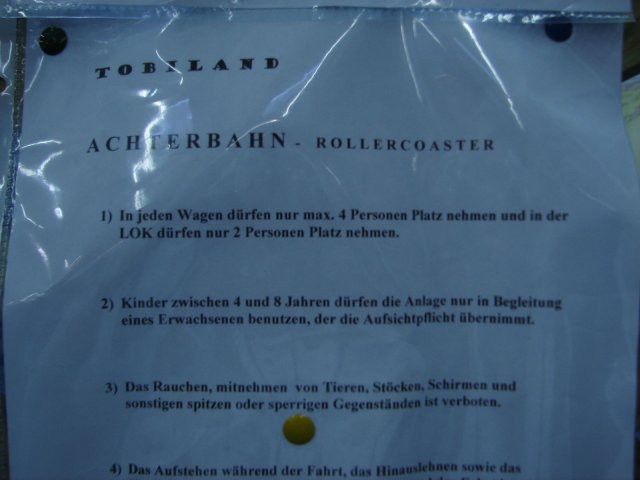 TOBILAND
ACHTERBAHN - ROLLERCOASTER
1) In jeden Wagen dürfen nur max. 4 Personen Platz nehmen und in der
LOK dürfen nur 2 Personen Platz nehmen.
2) Kinder zwischen 4 und 8 Jahren dürfen die Anlage nur in Begleitung
eines Erwachsenen benutzen, der die Aufsichtpflicht übernimmt.
3) Das Rauchen, mitnehmen von Tieren, Stöcken, Schirmen und
sonstigen spitzen oder sperrigen Gegenständen ist verboten.
4) Das Aufstehen während der Fahrt, das Hinauslehnen sowie das